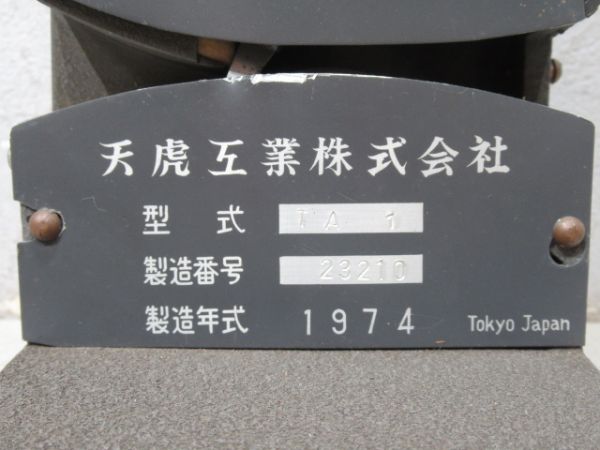 天虎工業株式会社
型式 TA 1
製造番号 23210
製造年式 1974 Tokyo Japan